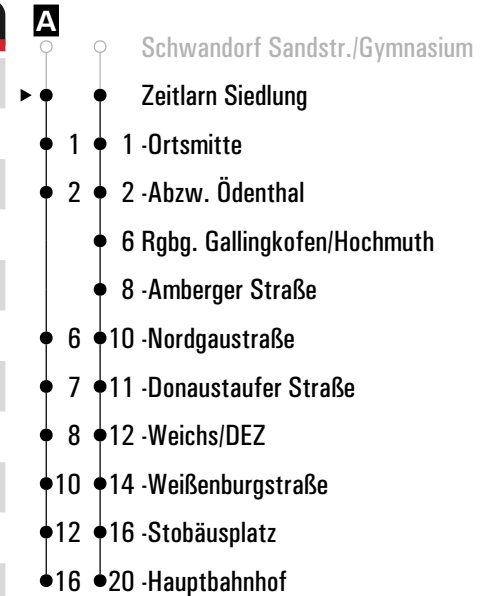 A
Schwandorf Sandstr./Gymnasium
Zeitlarn Siedlung
1 1 -Ortsmitte
2 2 -Abzw. Ödenthal
6 Rgbg. Gallingkofen/Hochmuth
8 -Amberger Straße
6 10 -Nordgaustraße
7 11 -Donaustaufer Straße
8 12 -Weichs/DEZ
10 14 -Weißenburgstraße
12 16 -Stobäusplatz
16 20 -Hauptbahnhof